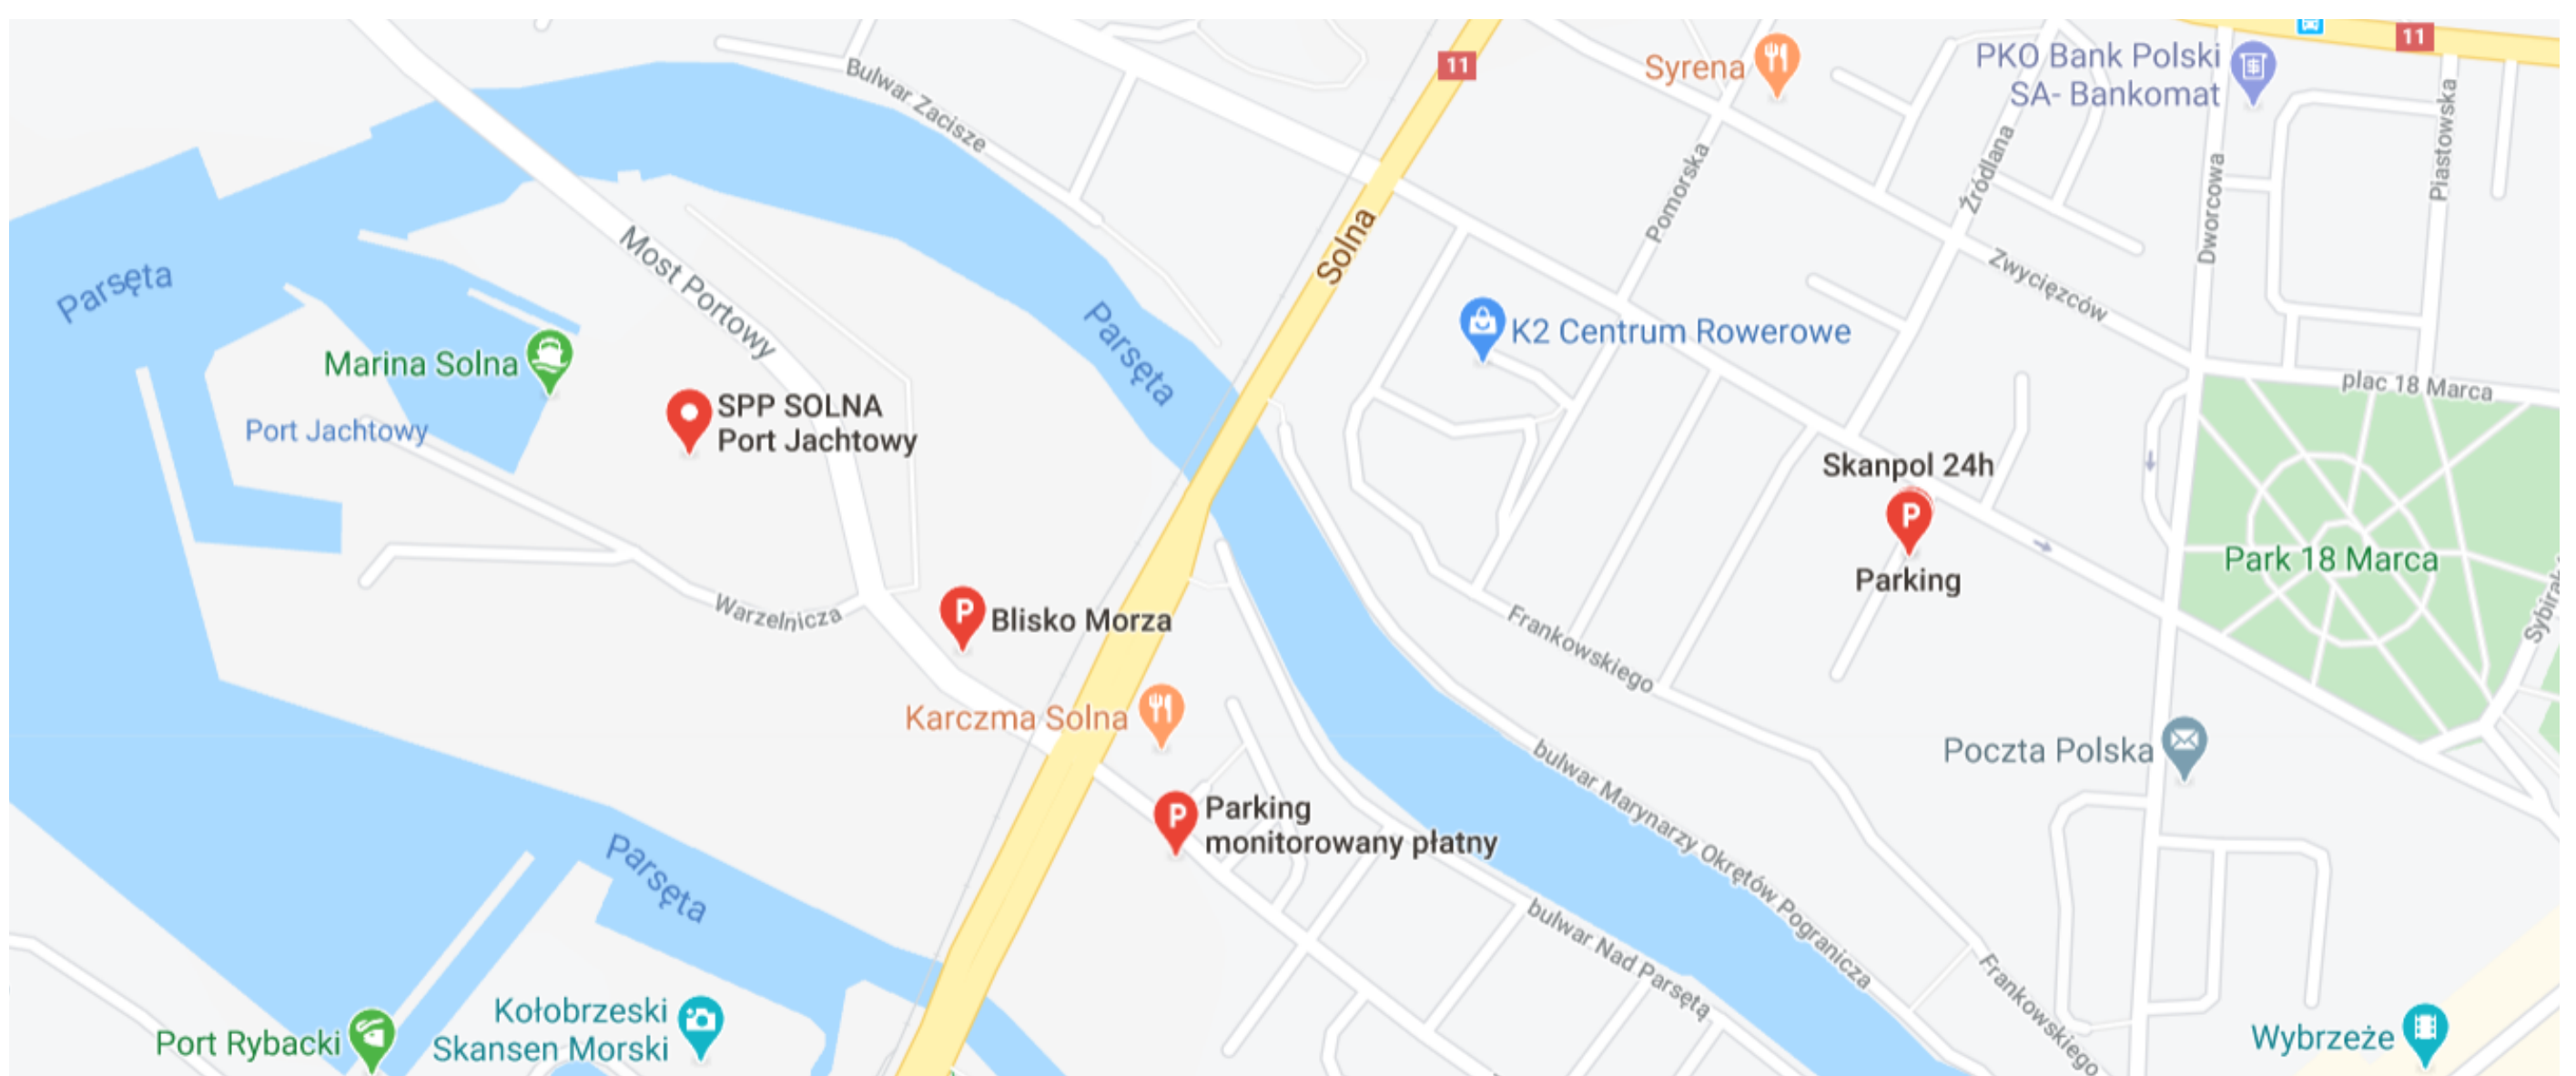 11
11
Syrena
PKO Bank Polski
SA- Bankomat
Bulwar Zacisze
Pomorska
Źródlana
Dworcowa
Piastowska
Solna
Most Portowy
Parsęta
Parsęta
Zwycięzców
K2 Centrum Rowerowe
Marina Solna
plac 18 Marca
SPP SOLNA
Port Jachtowy
Port Jachtowy
Skanpol 24h
P
Parking
Park 18 Marca
Warzelnicza
P
Blisko Morza
Frankowskiego
Karczma Solna
Poczta Polska
P
Parking
monitorowany płatny
bulwar Marynarzy Okrętów Pogranicza
Parsęta
bulwar Nad Parsętą
Frankowskiego
Kołobrzeski
Skansen Morski
Port Rybacki
Wybrzeże